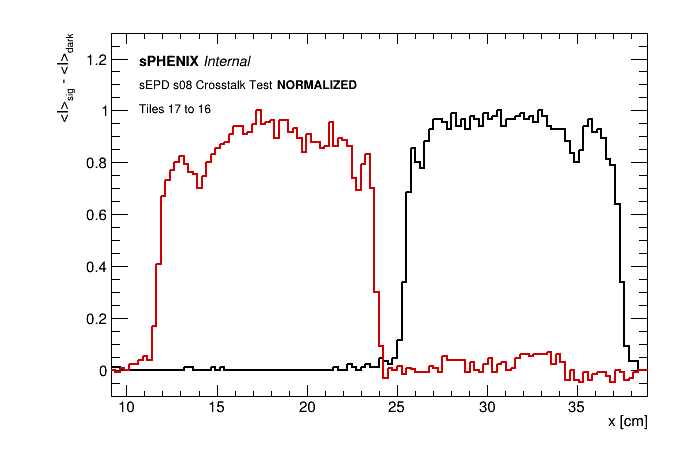 <I>sig - <I>dark
1.2
1
0.8
0.6
0.4
0.2
0
sPHENIX Internal
sEPD s08 Crosstalk Test NORMALIZED
Tiles 17 to 16
10 15 20 25 30 35
x [cm]